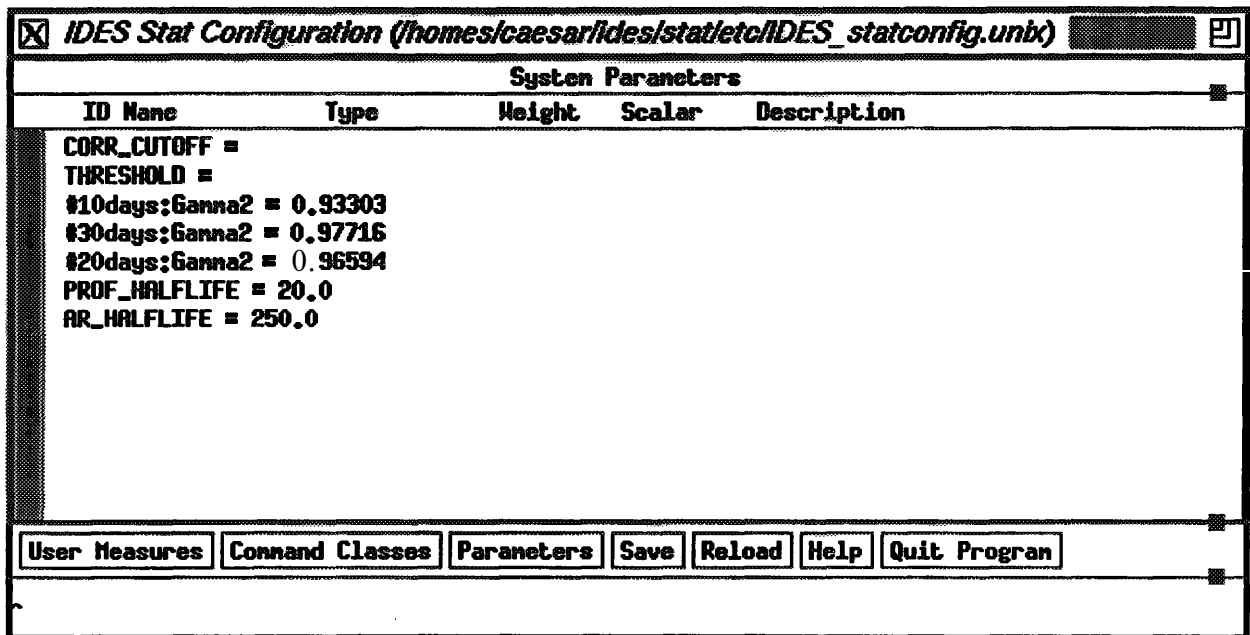 IDES Stat Configuration (/homes/caesar/ides/stat/etc/IDES_statconfig.unix)
System Parameters
ID Name Type Weight Scalar Description
CORR_CUTOFF =
THRESHOLD =
#10days:Gamma2 = 0.93303
#30days:Gamma2 = 0.97716
#20days:Gamma2 = 0.96594
PROF_HALFLIFE = 20.0
AR_HALFLIFE = 250.0
User Measures Command Classes Parameters Save Reload Help Quit Program